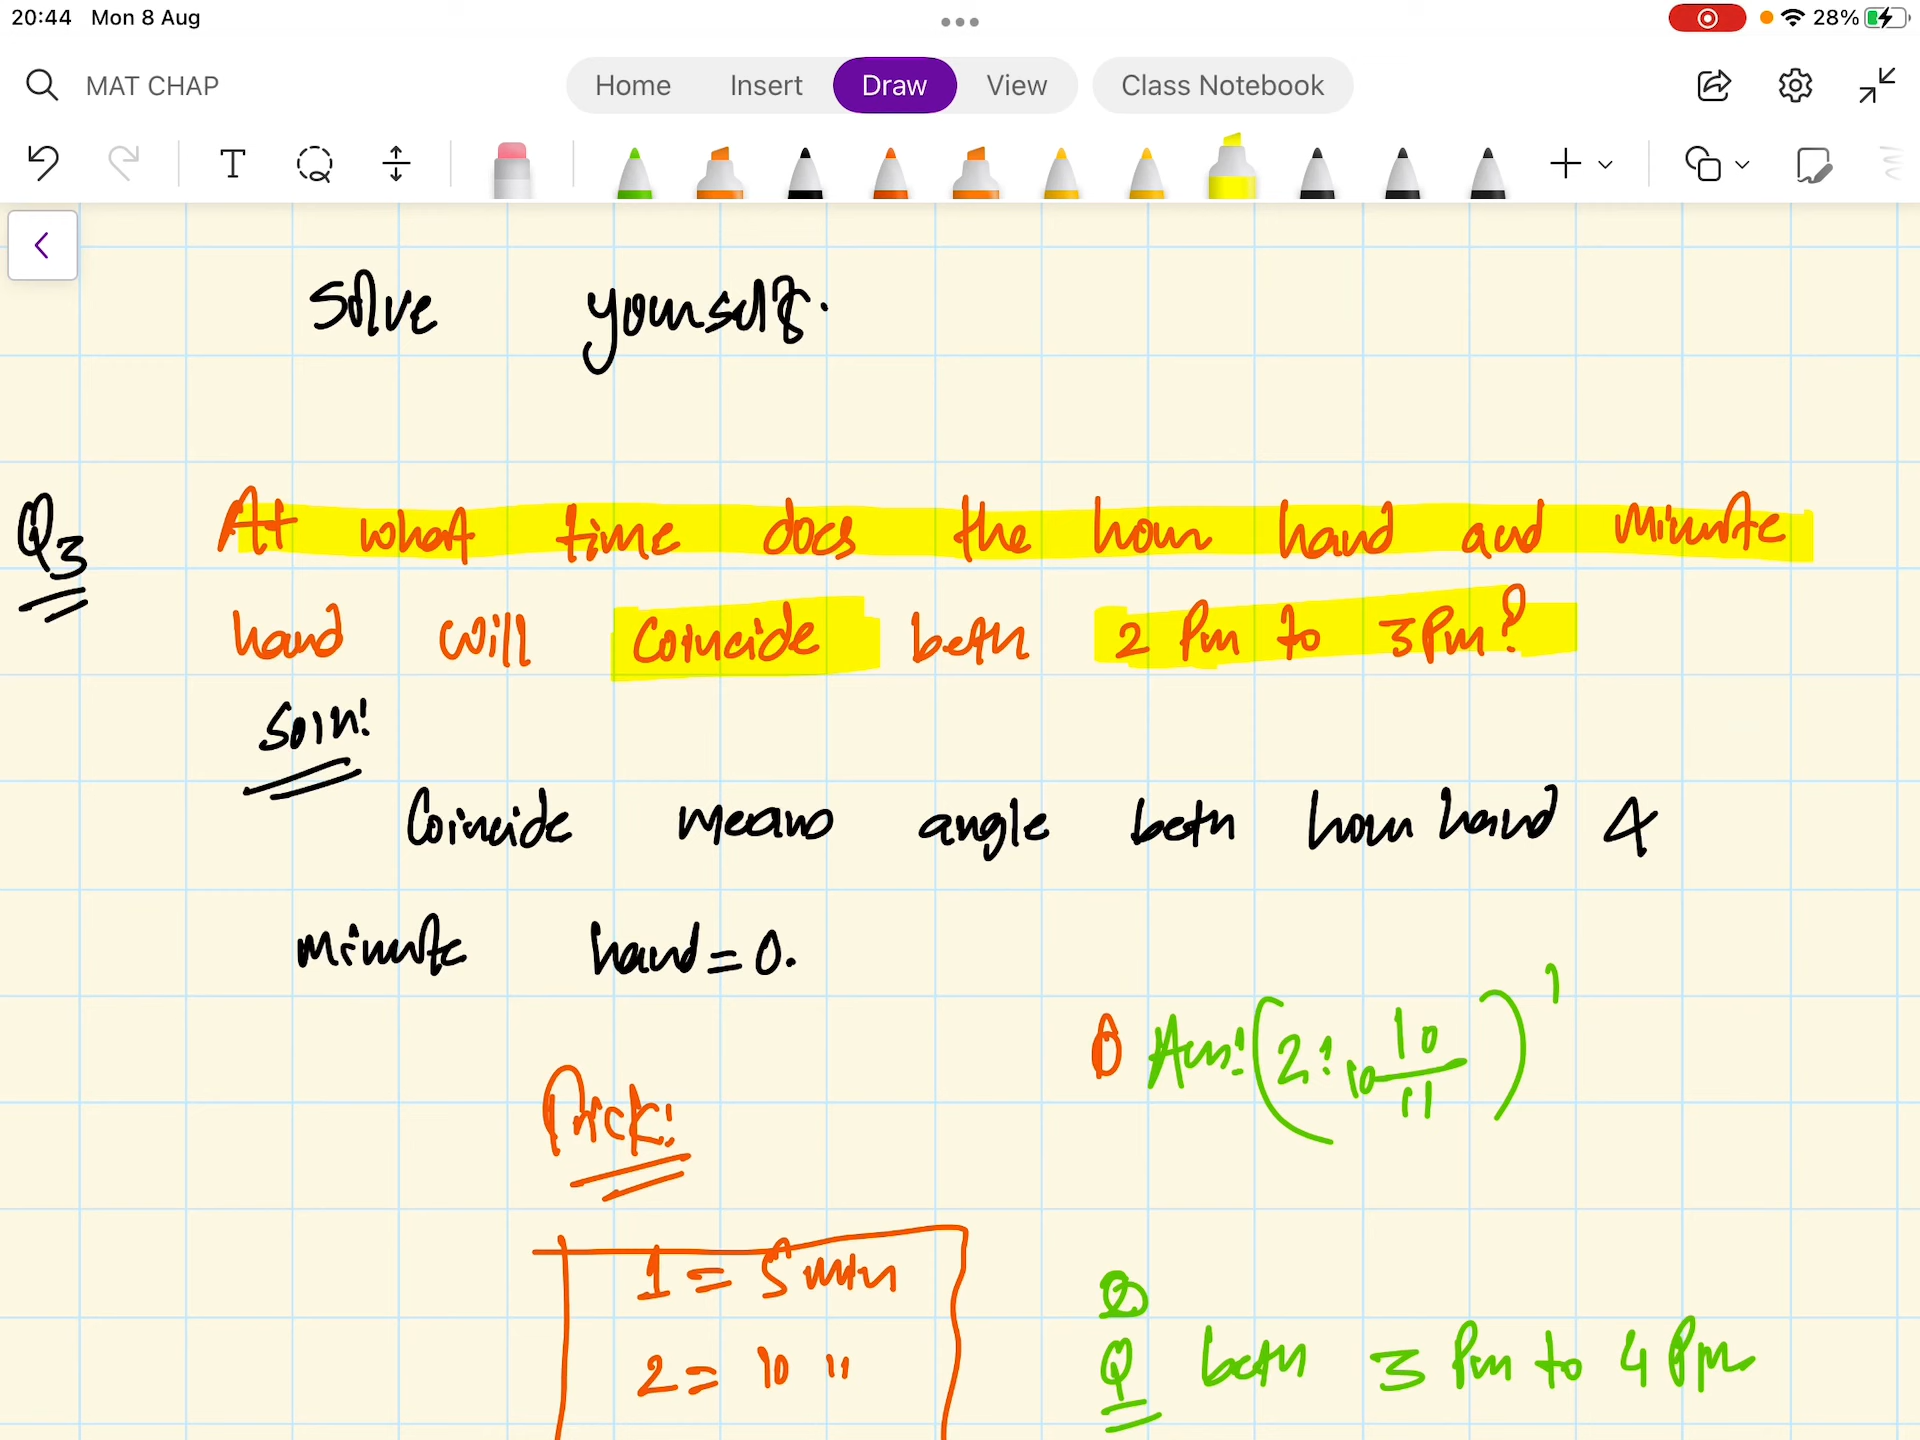 20:44 Mon 8 Aug
28%
MAT CHAP
Home Insert Draw View Class Notebook
Solve yourself.
Q3 At what time does the hour hand and Minute
hand will Coincide betn 2 Pm to 3Pm?
Soln:
Coincide means angle betn hour hand &
minute hand = 0.
① Ans: (2: 10 10/11)'
Trick:
1 = 5 min
2 = 10 "
②
Q betn 3 Pm to 4 Pm